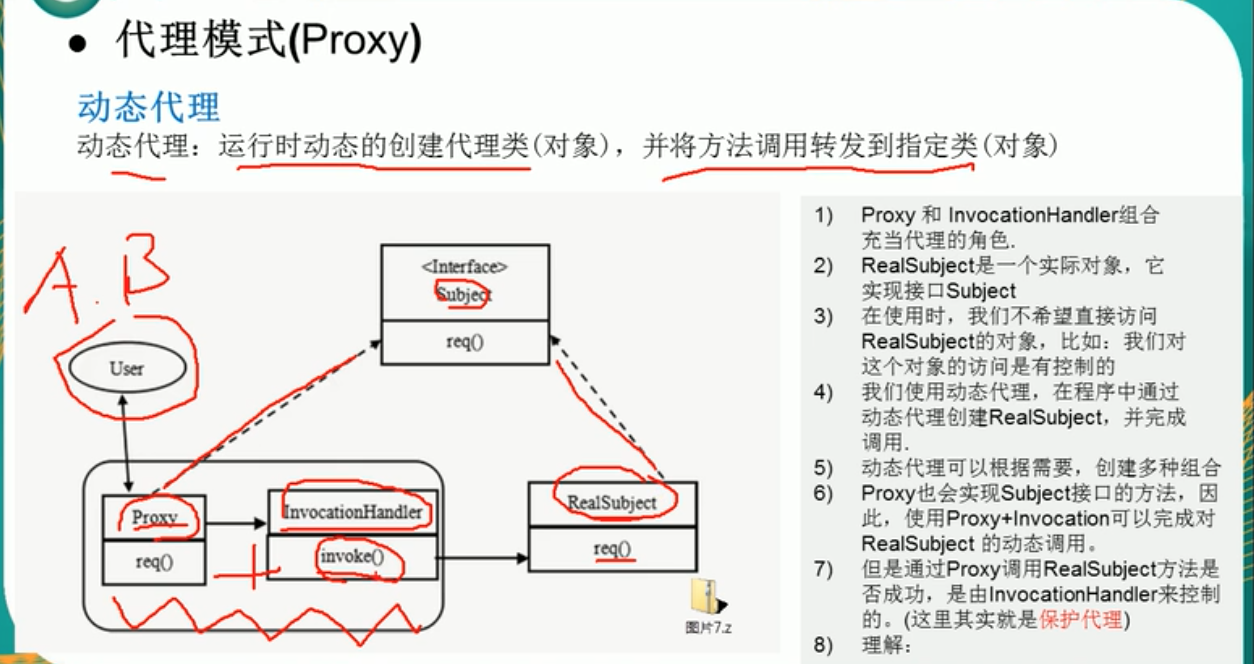 ● 代理模式(Proxy)
动态代理
动态代理：运行时动态的创建代理类(对象)，并将方法调用转发到指定类(对象)
A.B
<Interface>
Subject
req()
User
Proxy
req()
+
InvocationHandler
invoke()
RealSubject
req()
图片7.z
1) Proxy 和 InvocationHandler组合
充当代理的角色.
2) RealSubject是一个实际对象，它
实现接口Subject
3) 在使用时，我们不希望直接访问
RealSubject的对象，比如：我们对
这个对象的访问是有控制的
4) 我们使用动态代理，在程序中通过
动态代理创建RealSubject，并完成
调用.
5) 动态代理可以根据需要，创建多种组合
6) Proxy也会实现Subject接口的方法，因
此，使用Proxy+Invocation可以完成对
RealSubject 的动态调用。
7) 但是通过Proxy调用RealSubject方法是
否成功，是由InvocationHandler来控制
的。(这里其实就是保护代理)
8) 理解：